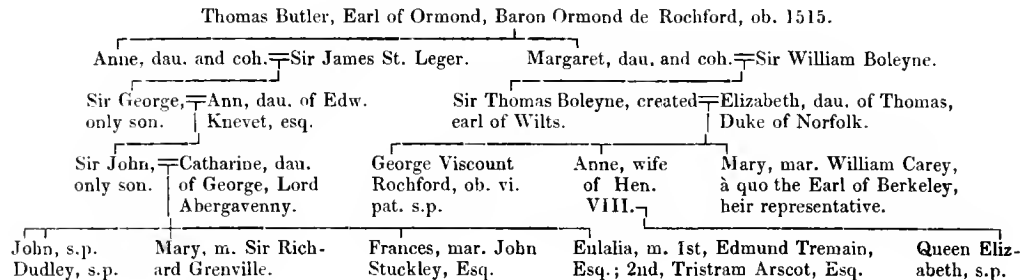 Thomas Butler, Earl of Ormond, Baron Ormond de Rochford, ob. 1515.
Anne, dau. and coh.=Sir James St. Leger. Margaret, dau. and coh.=Sir William Boleyne.
Sir George,=Ann, dau. of Edw. Sir Thomas Boleyne, created=Elizabeth, dau. of Thomas,
only son. Knevet, esq. earl of Wilts. Duke of Norfolk.
Sir John,=Catharine, dau. George Viscount Anne, wife Mary, mar. William Carey,
only son. of George, Lord Rochford, ob. vi. of Hen. à quo the Earl of Berkeley,
Abergavenny. pat. s.p. VIII. heir representative.
John, s.p. Mary, m. Sir Rich- Frances, mar. John Eulalia, m. 1st, Edmund Tremain, Queen Eliz-
Dudley, s.p. ard Grenville. Stuckley, Esq. Esq.; 2nd, Tristram Arscot, Esq. abeth, s.p.